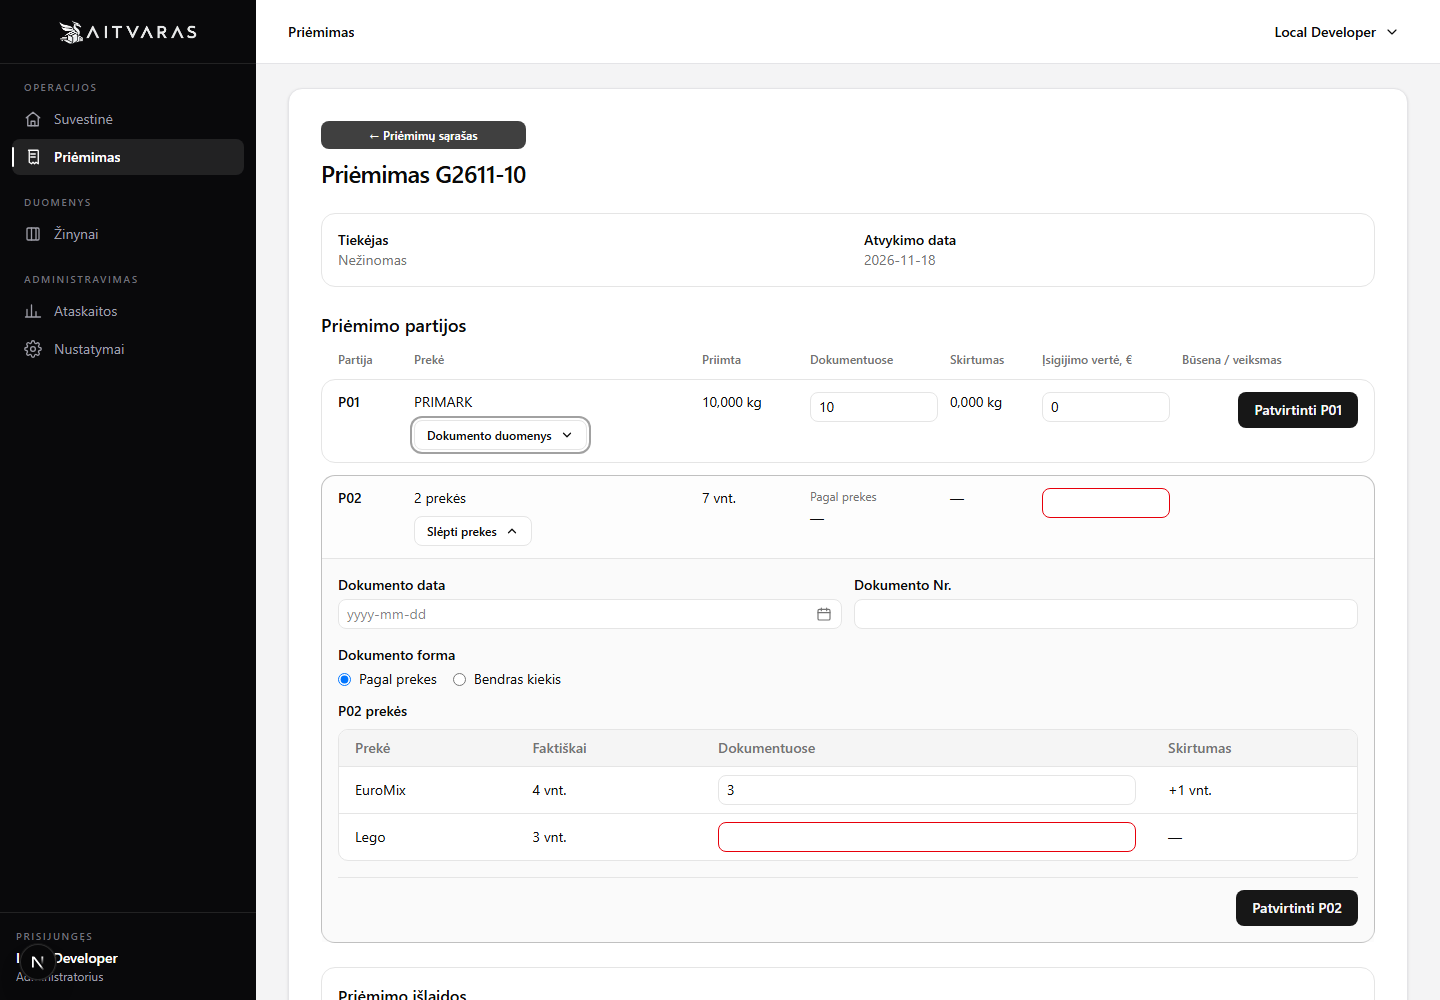 AITVARAS
Priėmimas
Local Developer
OPERACIJOS
Suvestinė
Priėmimas
DUOMENYS
Žinynai
ADMINISTRAVIMAS
Ataskaitos
Nustatymai
PRISIJUNGĘS
Developer
N
← Priėmimų sąrašas
Priėmimas G2611-10
Tiekėjas
Nežinomas
Atvykimo data
2026-11-18
Priėmimo partijos
Partija Prekė Priimta Dokumentuose Skirtumas Įsigijimo vertė, € Būsena / veiksmas
P01 PRIMARK 10,000 kg 10 0,000 kg 0 Patvirtinti P01
Dokumento duomenys
P02 2 prekės 7 vnt. Pagal prekes —
—
Slėpti prekes
Dokumento data Dokumento Nr.
yyyy-mm-dd
Dokumento forma
Pagal prekes Bendras kiekis
P02 prekės
Prekė Faktiškai Dokumentuose Skirtumas
EuroMix 4 vnt. 3 +1 vnt.
Lego 3 vnt. —
Patvirtinti P02
Priėmimo išlaidos